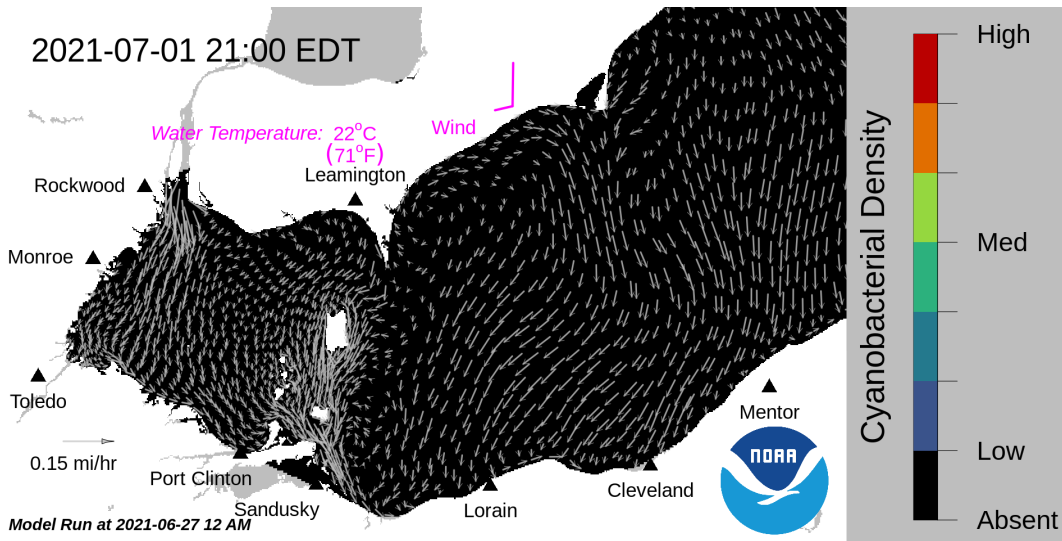 2021-07-01 21:00 EDT
High
Wind
Water Temperature: 22°C
(71°F)
Leamington
Rockwood
Cyanobacterial Density
Monroe
Med
Toledo
Mentor
0.15 mi/hr
NOAA
Low
Port Clinton
Cleveland
Sandusky
Lorain
Model Run at 2021-06-27 12 AM
Absent